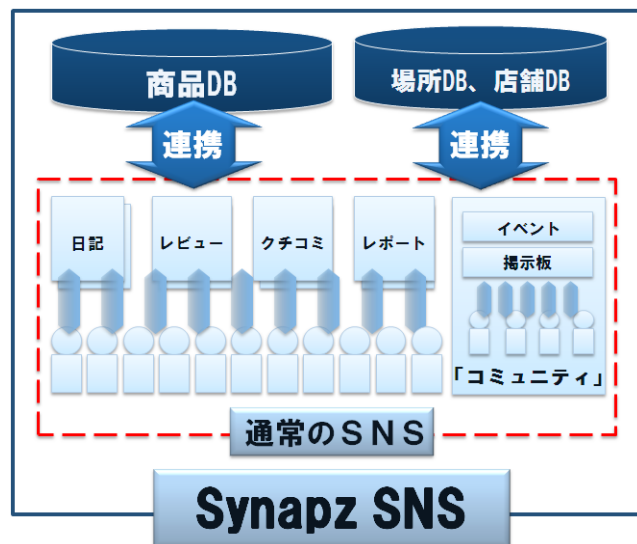 商品DB
場所DB、店舗DB
連携
連携
日記
レビュー
クチコミ
レポート
イベント
掲示板
「コミュニティ」
通常のSNS
Synapz SNS